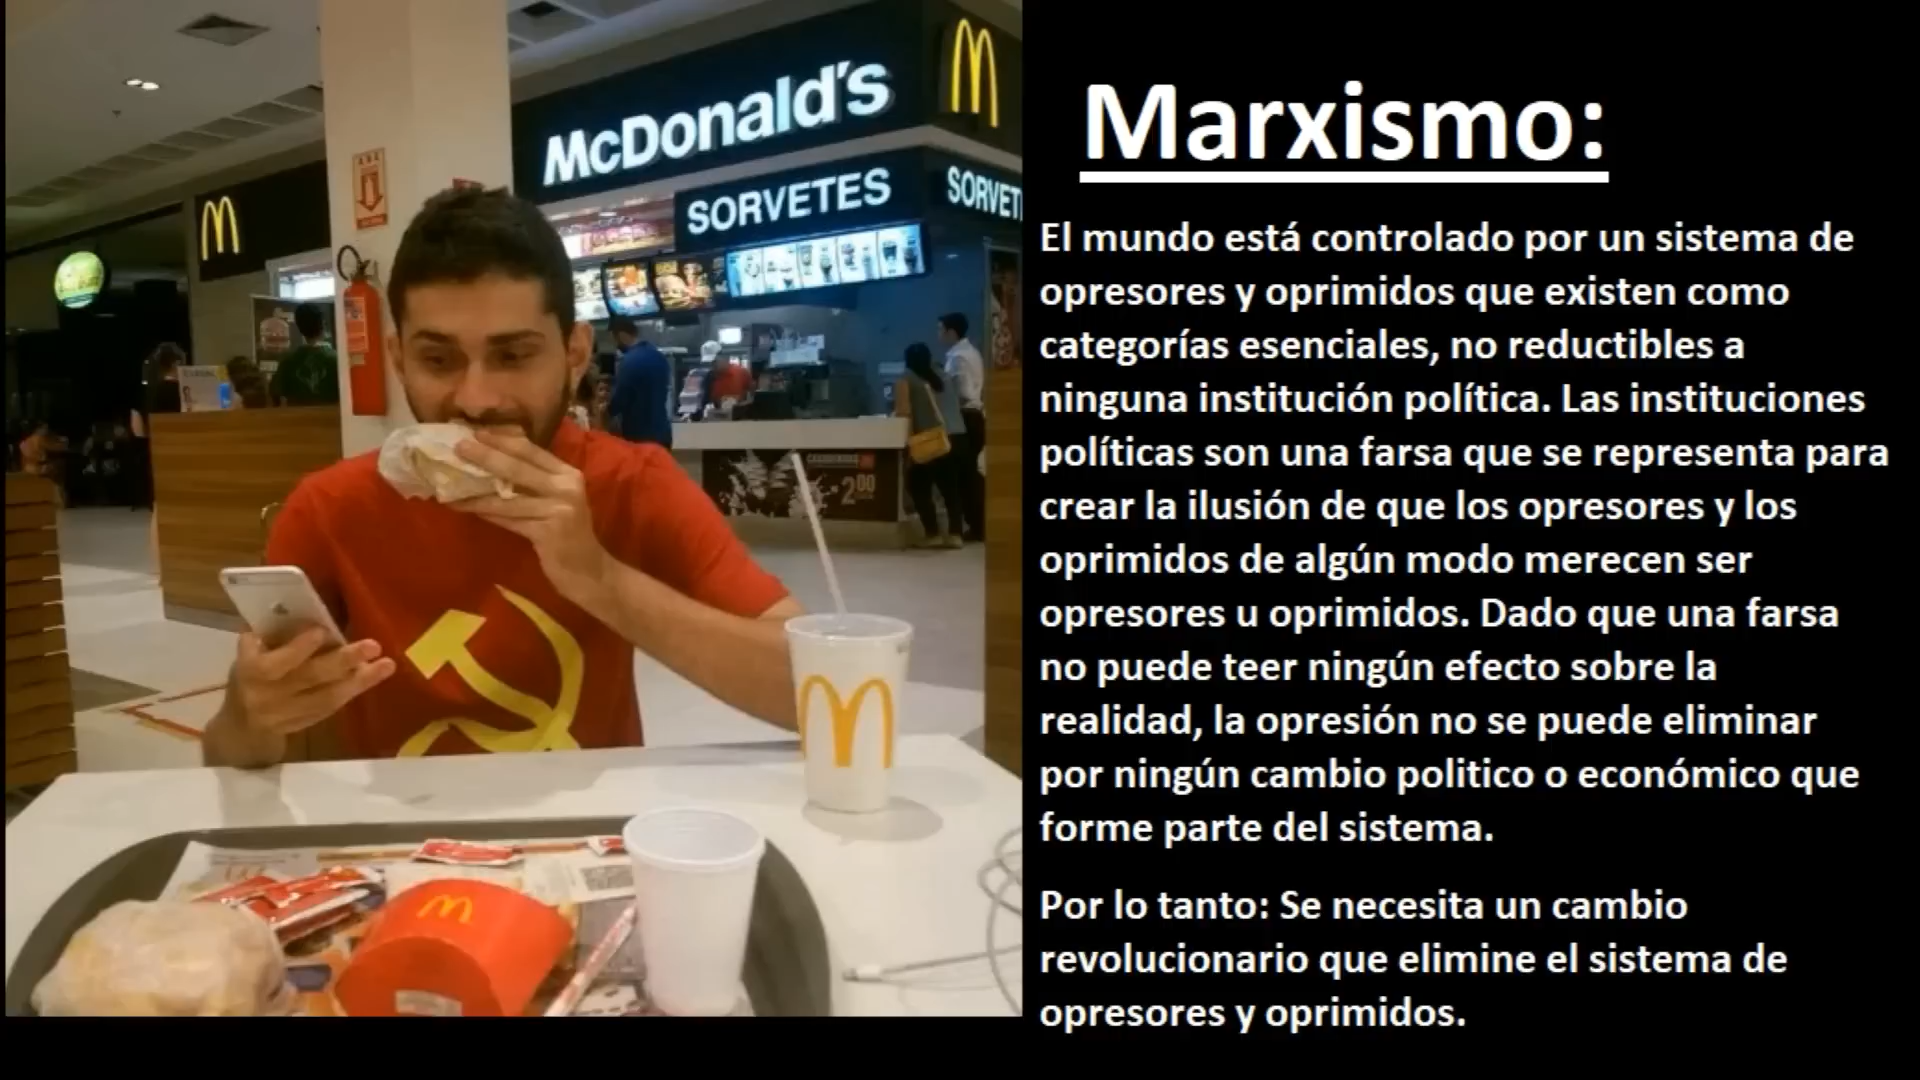 McDonald's
SORVETES
SORVET
200
Marxismo:
El mundo está controlado por un sistema de
opresores y oprimidos que existen como
categorías esenciales, no reductibles a
ninguna institución política. Las instituciones
políticas son una farsa que se representa para
crear la ilusión de que los opresores y los
oprimidos de algún modo merecen ser
opresores u oprimidos. Dado que una farsa
no puede teer ningún efecto sobre la
realidad, la opresión no se puede eliminar
por ningún cambio politico o económico que
forme parte del sistema.
Por lo tanto: Se necesita un cambio
revolucionario que elimine el sistema de
opresores y oprimidos.